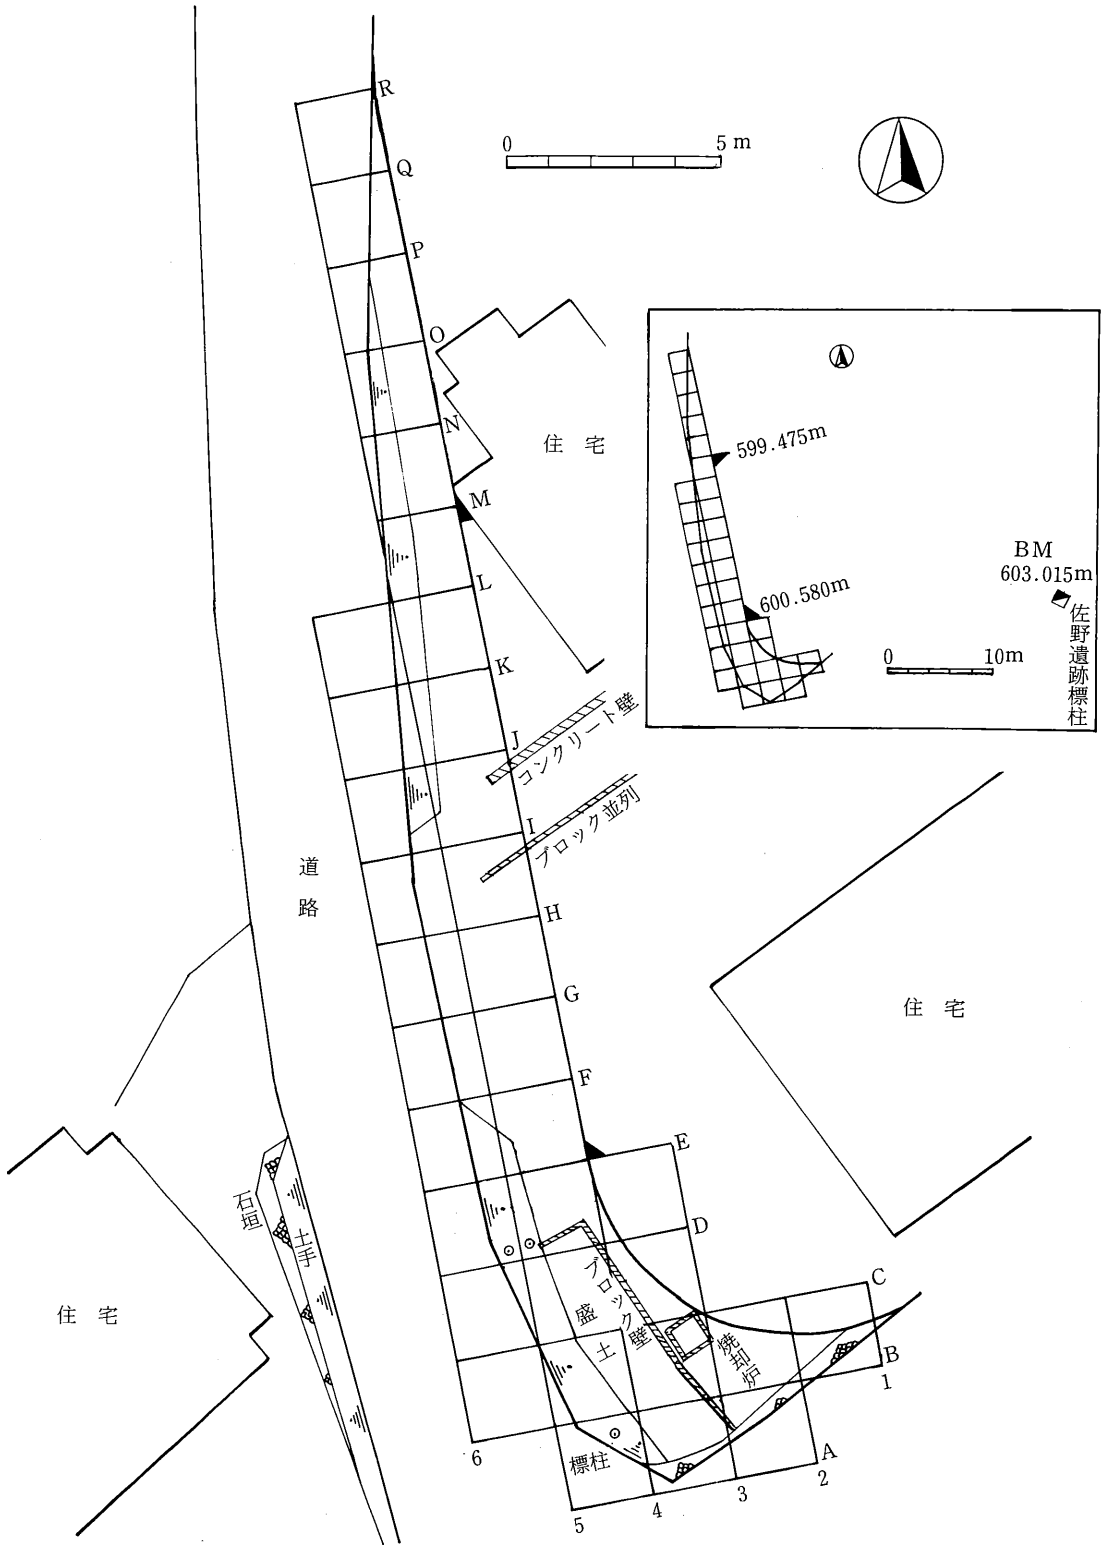 R
Q
P
O
N
M
L
K
J
I
H
G
F
E
D
C
B
A
1
2
3
4
5
6
0 5 m
住 宅
599.475m
600.580m
BM
603.015m
佐野遺跡標柱
0 10m
コンクリート壁
ブロック並列
道路
住 宅
石垣
土手
住 宅
ブロック壁
盛土
焼却炉
標柱